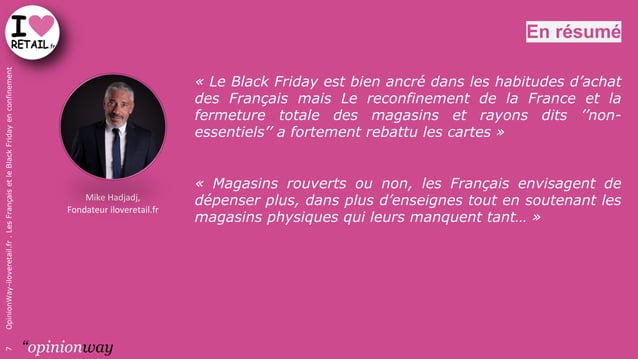 I
RETAIL.fr
En résumé
« Le Black Friday est bien ancré dans les habitudes d’achat
des Français mais Le reconfinement de la France et la
fermeture totale des magasins et rayons dits ’’non-
essentiels’’ a fortement rebattu les cartes »
« Magasins rouverts ou non, les Français envisagent de
dépenser plus, dans plus d’enseignes tout en soutenant les
magasins physiques qui leurs manquent tant… »
Mike Hadjadj,
Fondateur iloveretail.fr
OpinionWay-iloveretail.fr . Les Français et le Black Friday en confinement
7
“opinionway